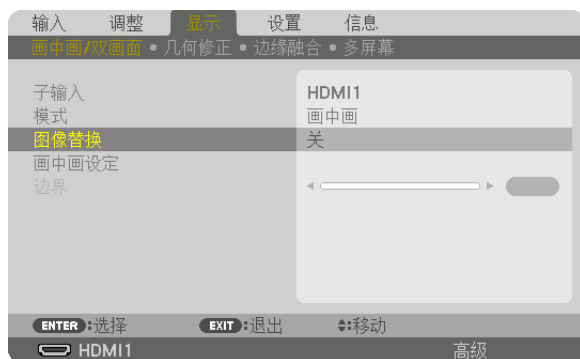 输入 调整 显示 设置 信息
画中画/双画面 • 几何修正 • 边缘融合 • 多屏幕
子输入 HDMI1
模式 画中画
图像替换 关
画中画设定
边界
ENTER:选择 EXIT:退出 :移动
HDMI1 高级